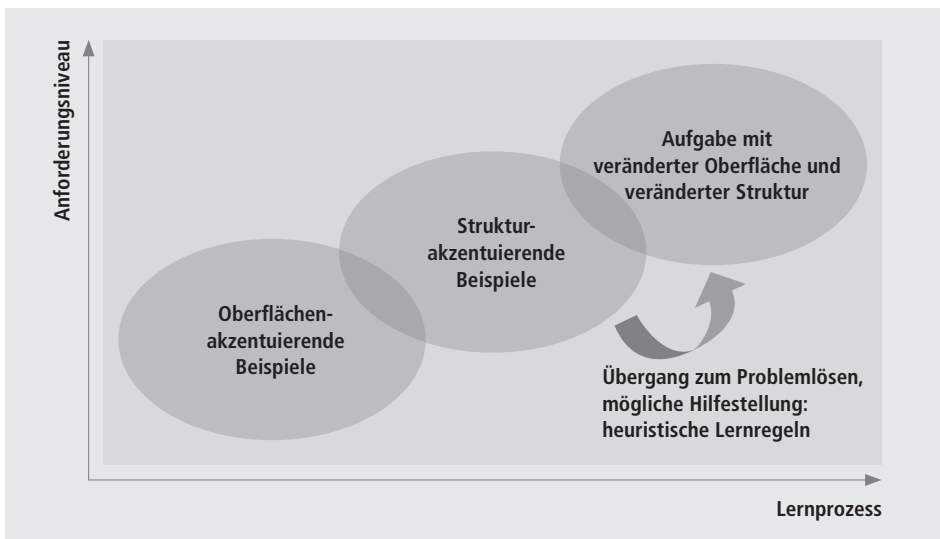 Anforderungsniveau
Aufgabe mit
veränderter Oberfläche und
veränderter Struktur
Struktur-
akzentuierende
Beispiele
Oberflächen-
akzentuierende
Beispiele
Übergang zum Problemlösen,
mögliche Hilfestellung:
heuristische Lernregeln
Lernprozess